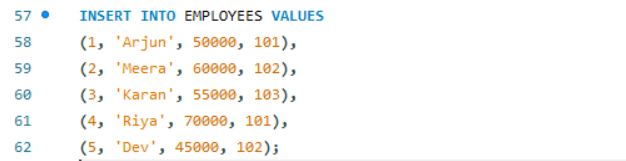 57 INSERT INTO EMPLOYEES VALUES
58 (1, 'Arjun', 50000, 101),
59 (2, 'Meera', 60000, 102),
60 (3, 'Karan', 55000, 103),
61 (4, 'Riya', 70000, 101),
62 (5, 'Dev', 45000, 102);